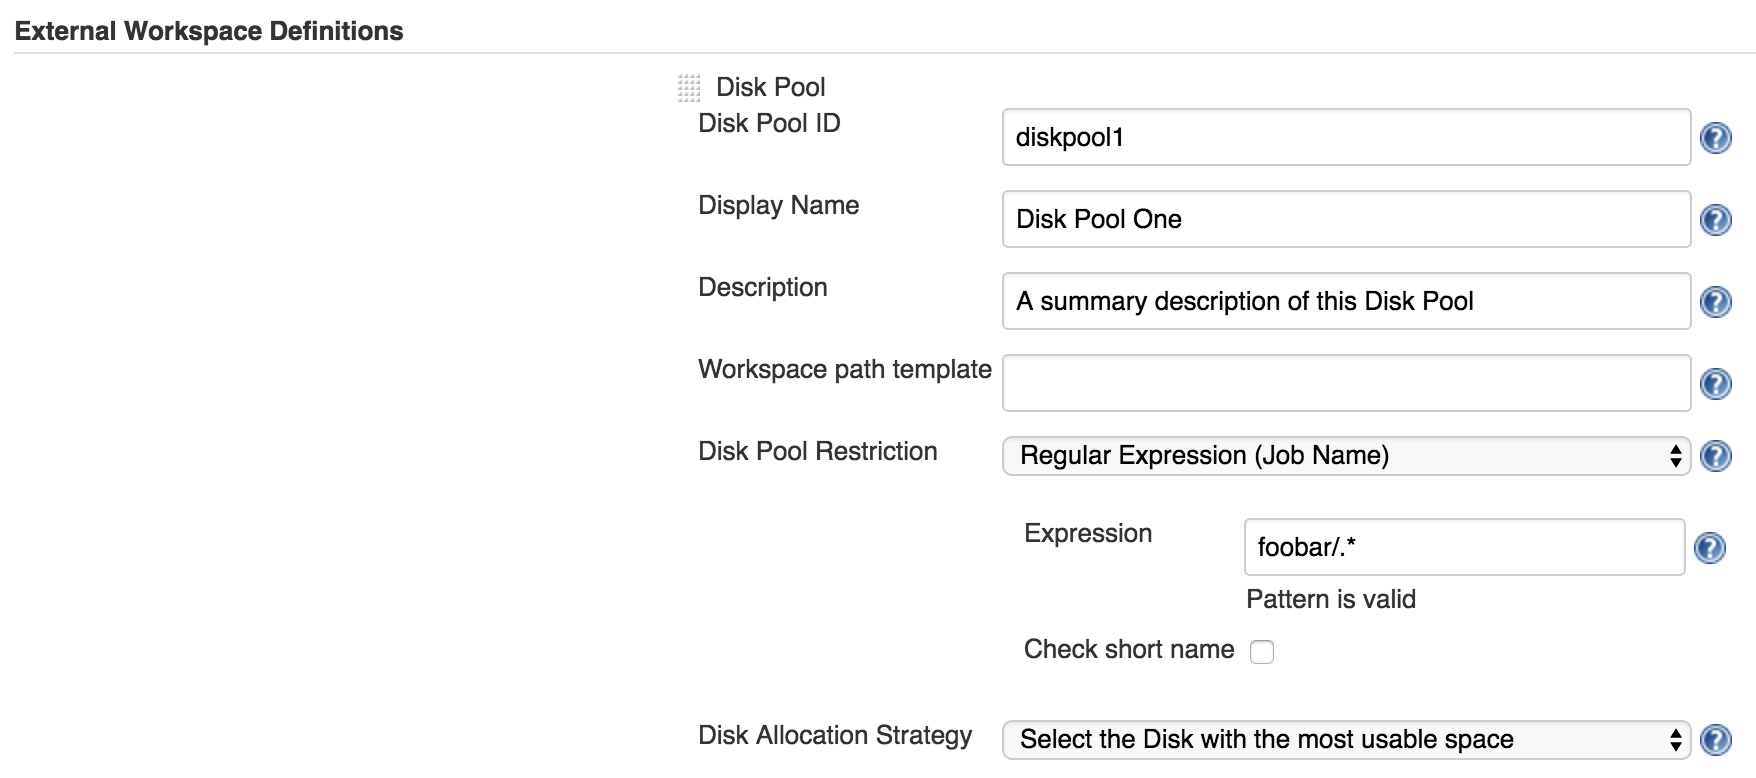 External Workspace Definitions
Disk Pool
Disk Pool ID
diskpool1
Display Name
Disk Pool One
Description
A summary description of this Disk Pool
Workspace path template
Disk Pool Restriction
Regular Expression (Job Name)
Expression
foobar/.*
Pattern is valid
Check short name
Disk Allocation Strategy
Select the Disk with the most usable space